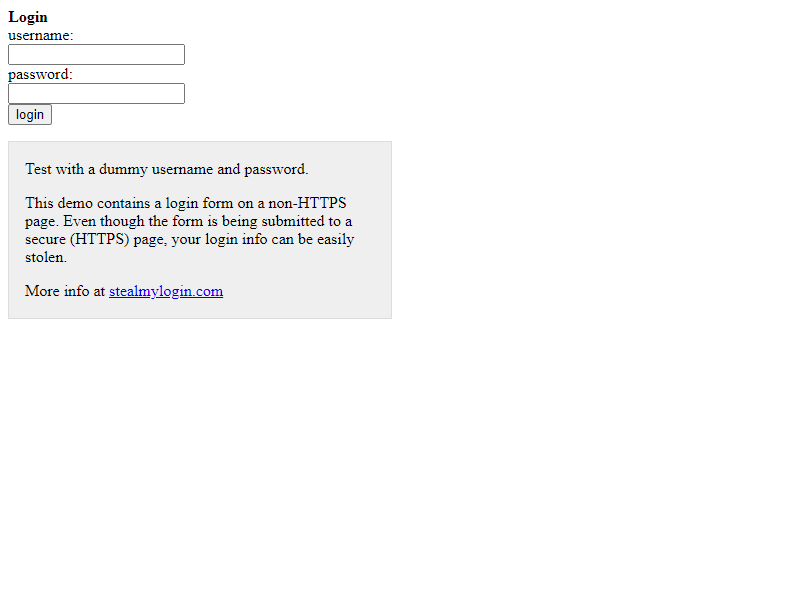 Login
username:
password:
login
Test with a dummy username and password.
This demo contains a login form on a non-HTTPS
page. Even though the form is being submitted to a
secure (HTTPS) page, your login info can be easily
stolen.
More info at stealmylogin.com